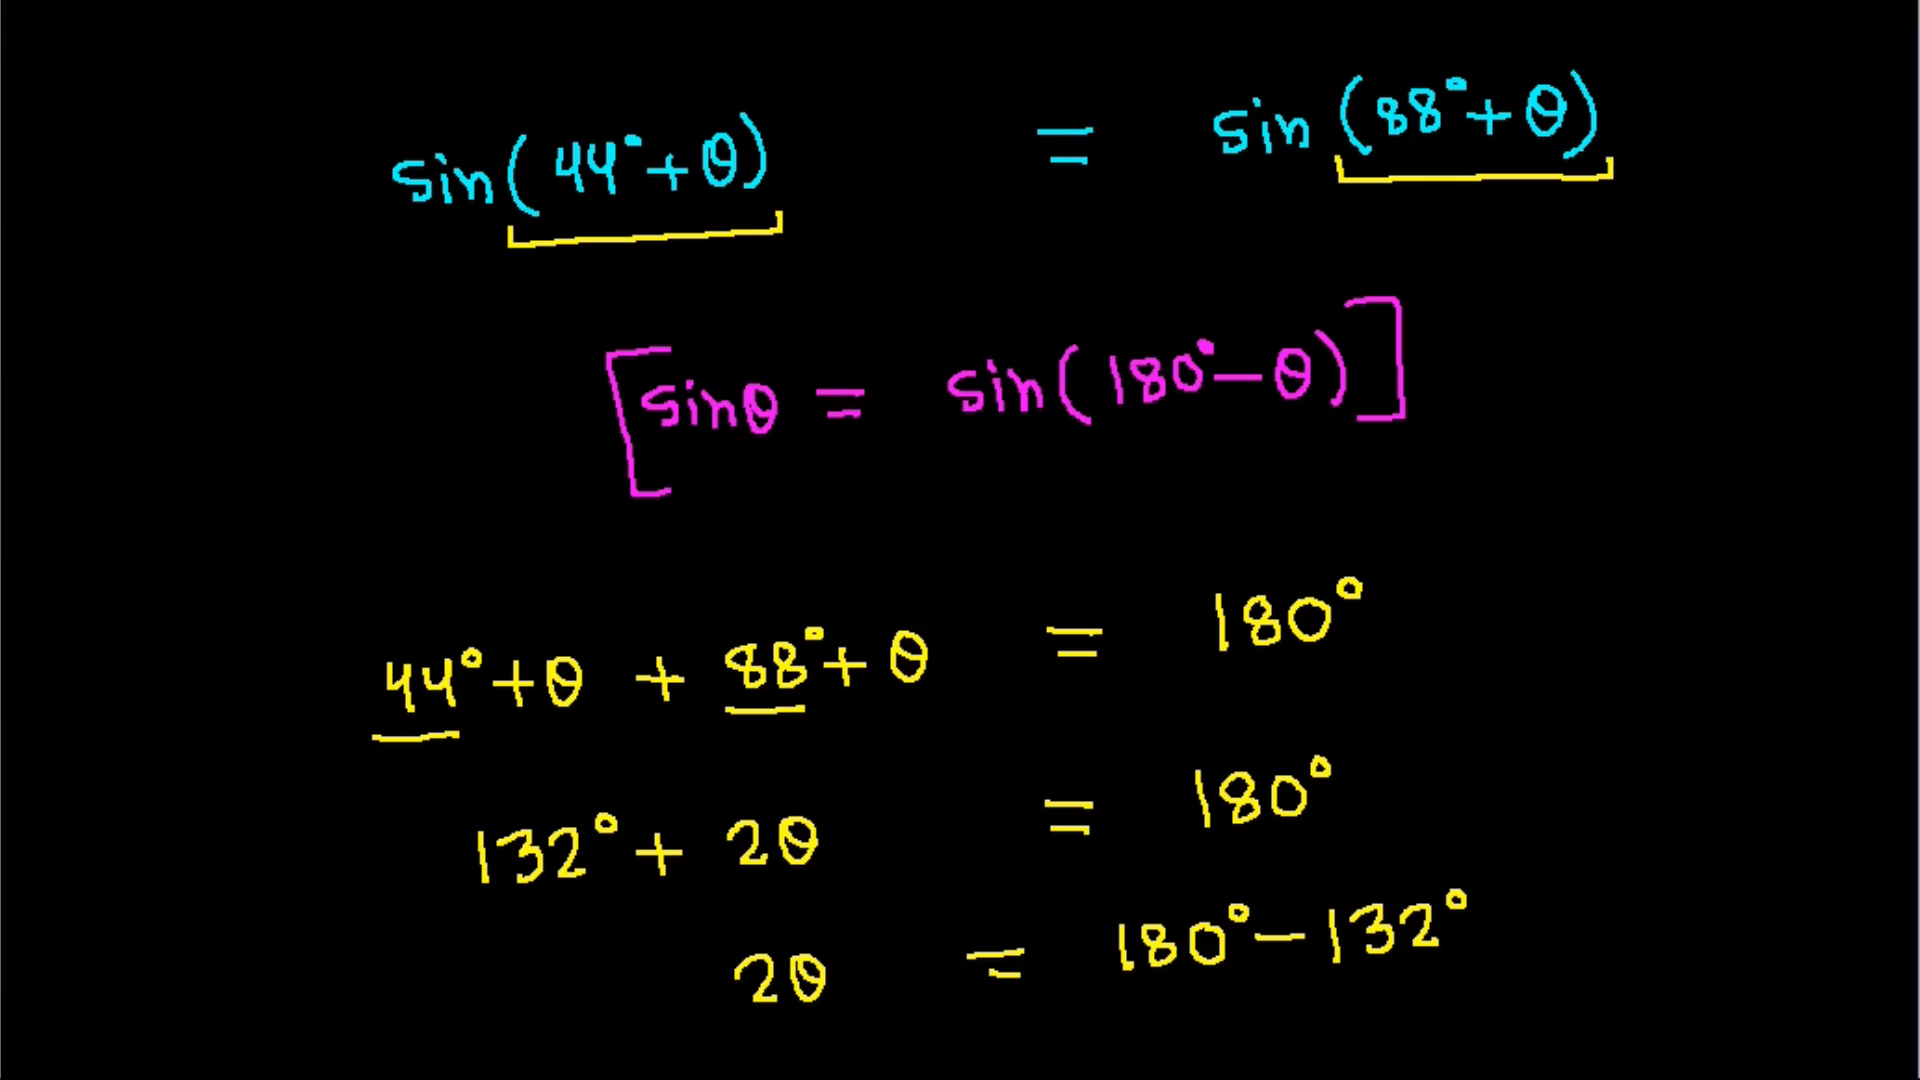 sin(44°+θ) = sin(88°+θ)
[sinθ = sin(180°-θ)]
44°+θ + 88°+θ = 180°
132°+ 2θ = 180°
2θ = 180°-132°